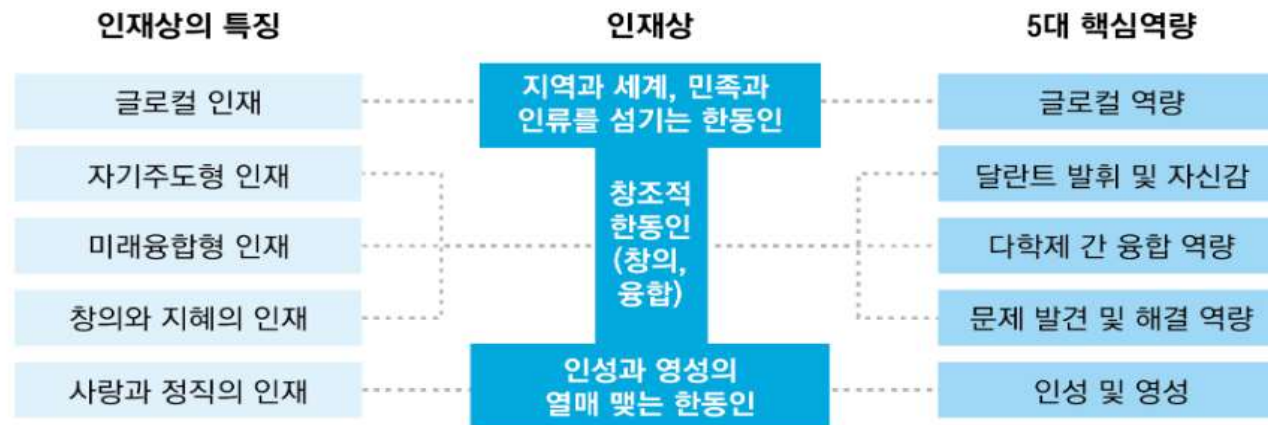 인재상의 특징
인재상
5대 핵심역량
글로컬 인재
지역과 세계, 민족과
인류를 섬기는 한동인
글로컬 역량
자기주도형 인재
미래융합형 인재
창의와 지혜의 인재
창조적
한동인
(창의,
융합)
달란트 발휘 및 자신감
다학제 간 융합 역량
문제 발견 및 해결 역량
사랑과 정직의 인재
인성과 영성의
열매 맺는 한동인
인성 및 영성